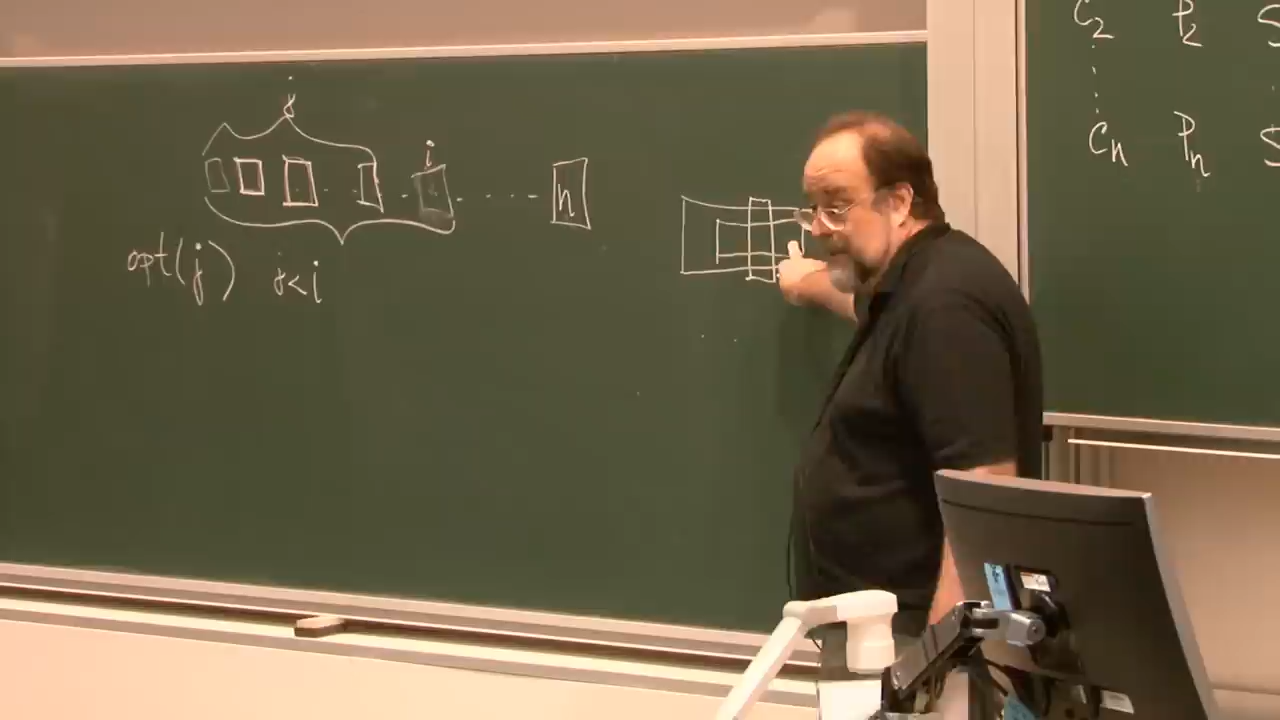 j
i
n
opt(j) j<i
C₂ P₂ S
⋮
Cₙ Pₙ S